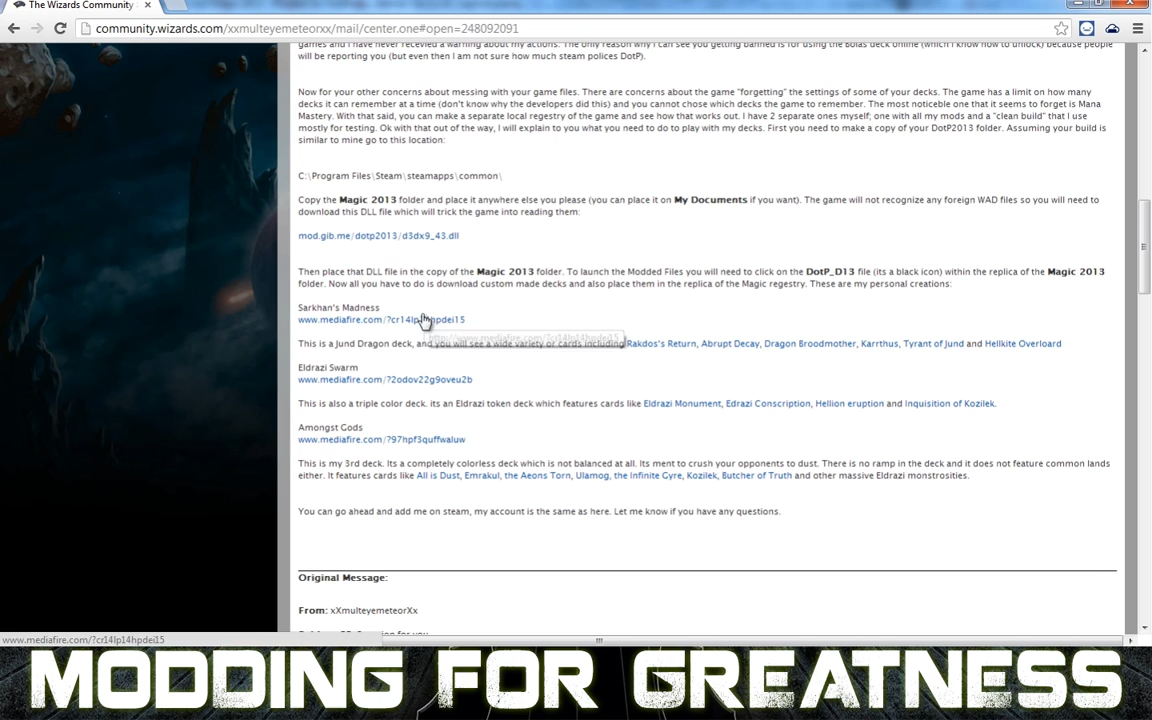 The Wizards Community
community.wizards.com/xxmulteyemeteorxx/mail/center.one#open=248092091
games and I have never recevied a warning about my actions. The only reason why I can see you getting banned is for using the Bolas deck online (which I know how to unlock) because people
will be reporting you (but even then I am not sure how much steam polices DotP).
Now for your other concerns about messing with your game files. There are concerns about the game "forgetting" the settings of some of your decks. The game has a limit on how many
decks it can remember at a time (don't know why the developers did this) and you cannot chose which decks the game to remember. The most noticeble one that it seems to forget is Mana
Mastery. With that said, you can make a separate local regestry of the game and see how that works out. I have 2 separate ones myself; one with all my mods and a "clean build" that I use
mostly for testing. Ok with that out of the way, I will explain to you what you need to do to play with my decks. First you need to make a copy of your DotP2013 folder. Assuming your build is
similar to mine go to this location:
C:\Program Files\Steam\steamapps\common\
Copy the Magic 2013 folder and place it anywhere else you please (you can place it on My Documents if you want). The game will not recognize any foreign WAD files so you will need to
download this DLL file which will trick the game into reading them:
mod.gib.me/dotp2013/d3dx9_43.dll
Then place that DLL file in the copy of the Magic 2013 folder. To launch the Modded Files you will need to click on the DotP_D13 file (its a black icon) within the replica of the Magic 2013
folder. Now all you have to do is download custom made decks and also place them in the replica of the Magic registry. These are my personal creations:
Sarkhan's Madness
www.mediafire.com/?cr14lp14hpdei15
http://www.mediafire.com/?cr14lp14hpdei15
This is a Jund Dragon deck, and you will see a wide variety or cards including Rakdos's Return, Abrupt Decay, Dragon Broodmother, Karrthus, Tyrant of Jund and Hellkite Overloard
Eldrazi Swarm
www.mediafire.com/?2odov22g9oveu2b
This is also a triple color deck. its an Eldrazi token deck which features cards like Eldrazi Monument, Edrazi Conscription, Hellion eruption and Inquisition of Kozilek.
Amongst Gods
www.mediafire.com/?97hpf3quffwaluw
This is my 3rd deck. Its a completely colorless deck which is not balanced at all. Its ment to crush your opponents to dust. There is no ramp in the deck and it does not feature common lands
either. It features cards like All is Dust, Emrakul, the Aeons Torn, Ulamog, the Infinite Gyre, Kozilek, Butcher of Truth and other massive Eldrazi monstrosities.
You can go ahead and add me on steam, my account is the same as here. Let me know if you have any questions.
Original Message:
From: xXmulteyemeteorXx
www.mediafire.com/?cr14lp14hpdei15
MODDING FOR GREATNESS